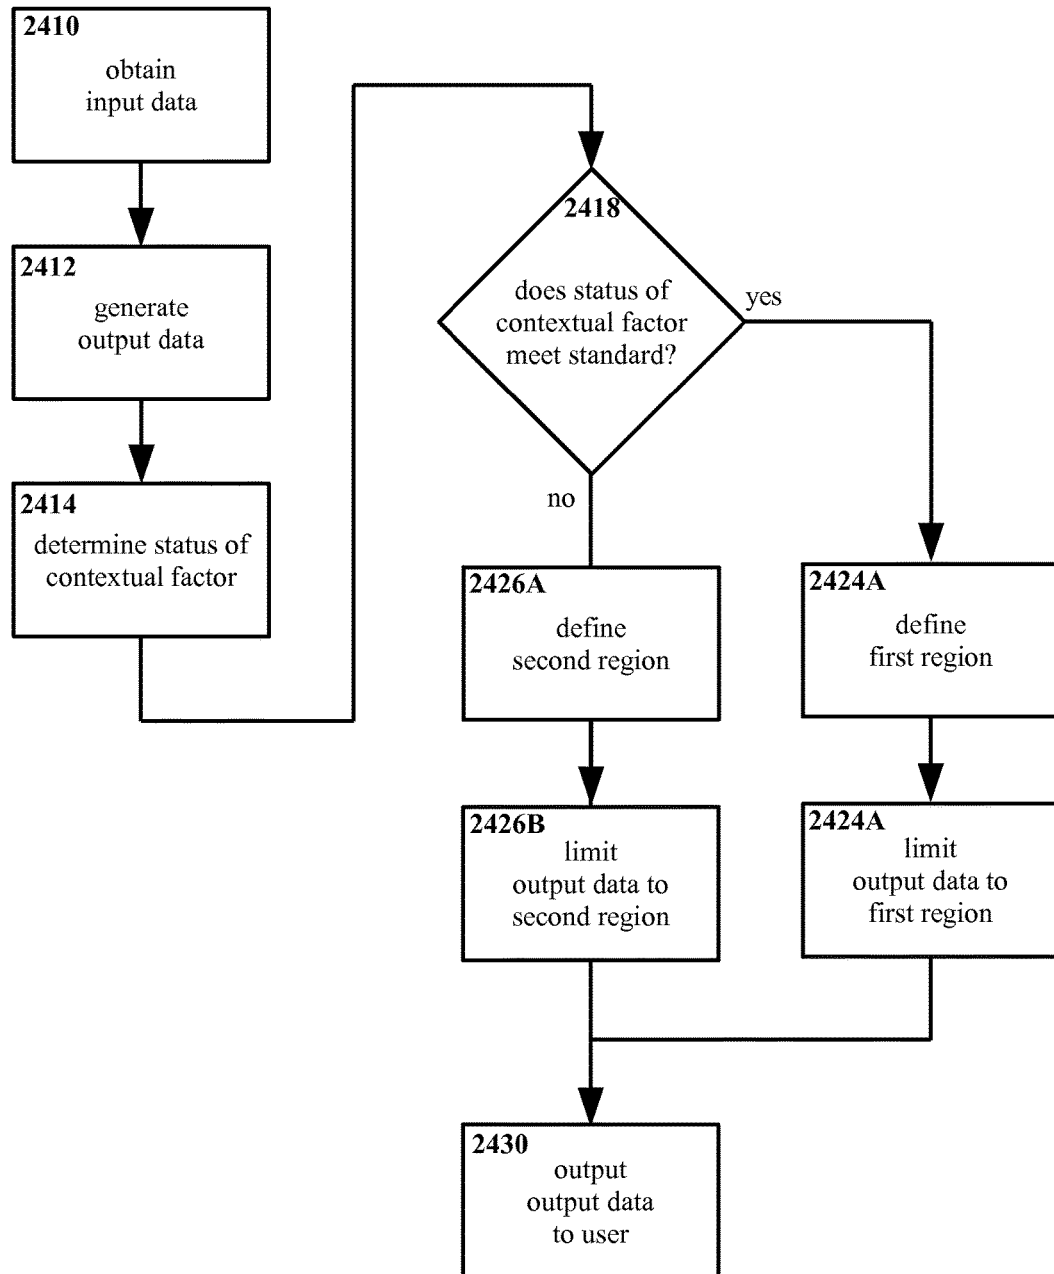 2410
obtain
input data
2412
generate
output data
2414
determine status of
contextual factor
2418
does status of
contextual factor
meet standard?
yes
no
2426A
define
second region
2424A
define
first region
2426B
limit
output data to
second region
2424A
limit
output data to
first region
2430
output
output data
to user